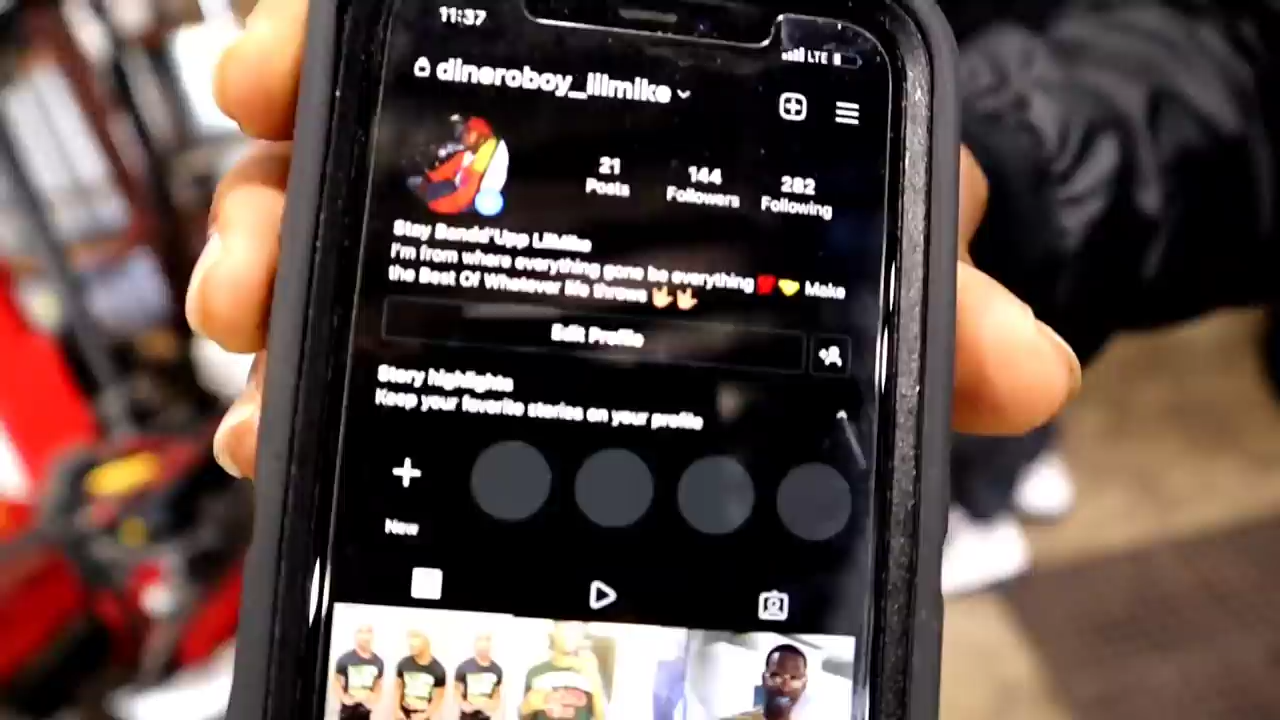 11:37
LTE
dineroboy_lilmike
21 Posts
144 Followers
282 Following
Stay Bandd'Upp LilMike
I'm from where everything gone be everything💯🤝 Make
the Best Of Whatever life throws🤟🏼🤟🏼
Edit Profile
Story highlights
Keep your favorite stories on your profile
New